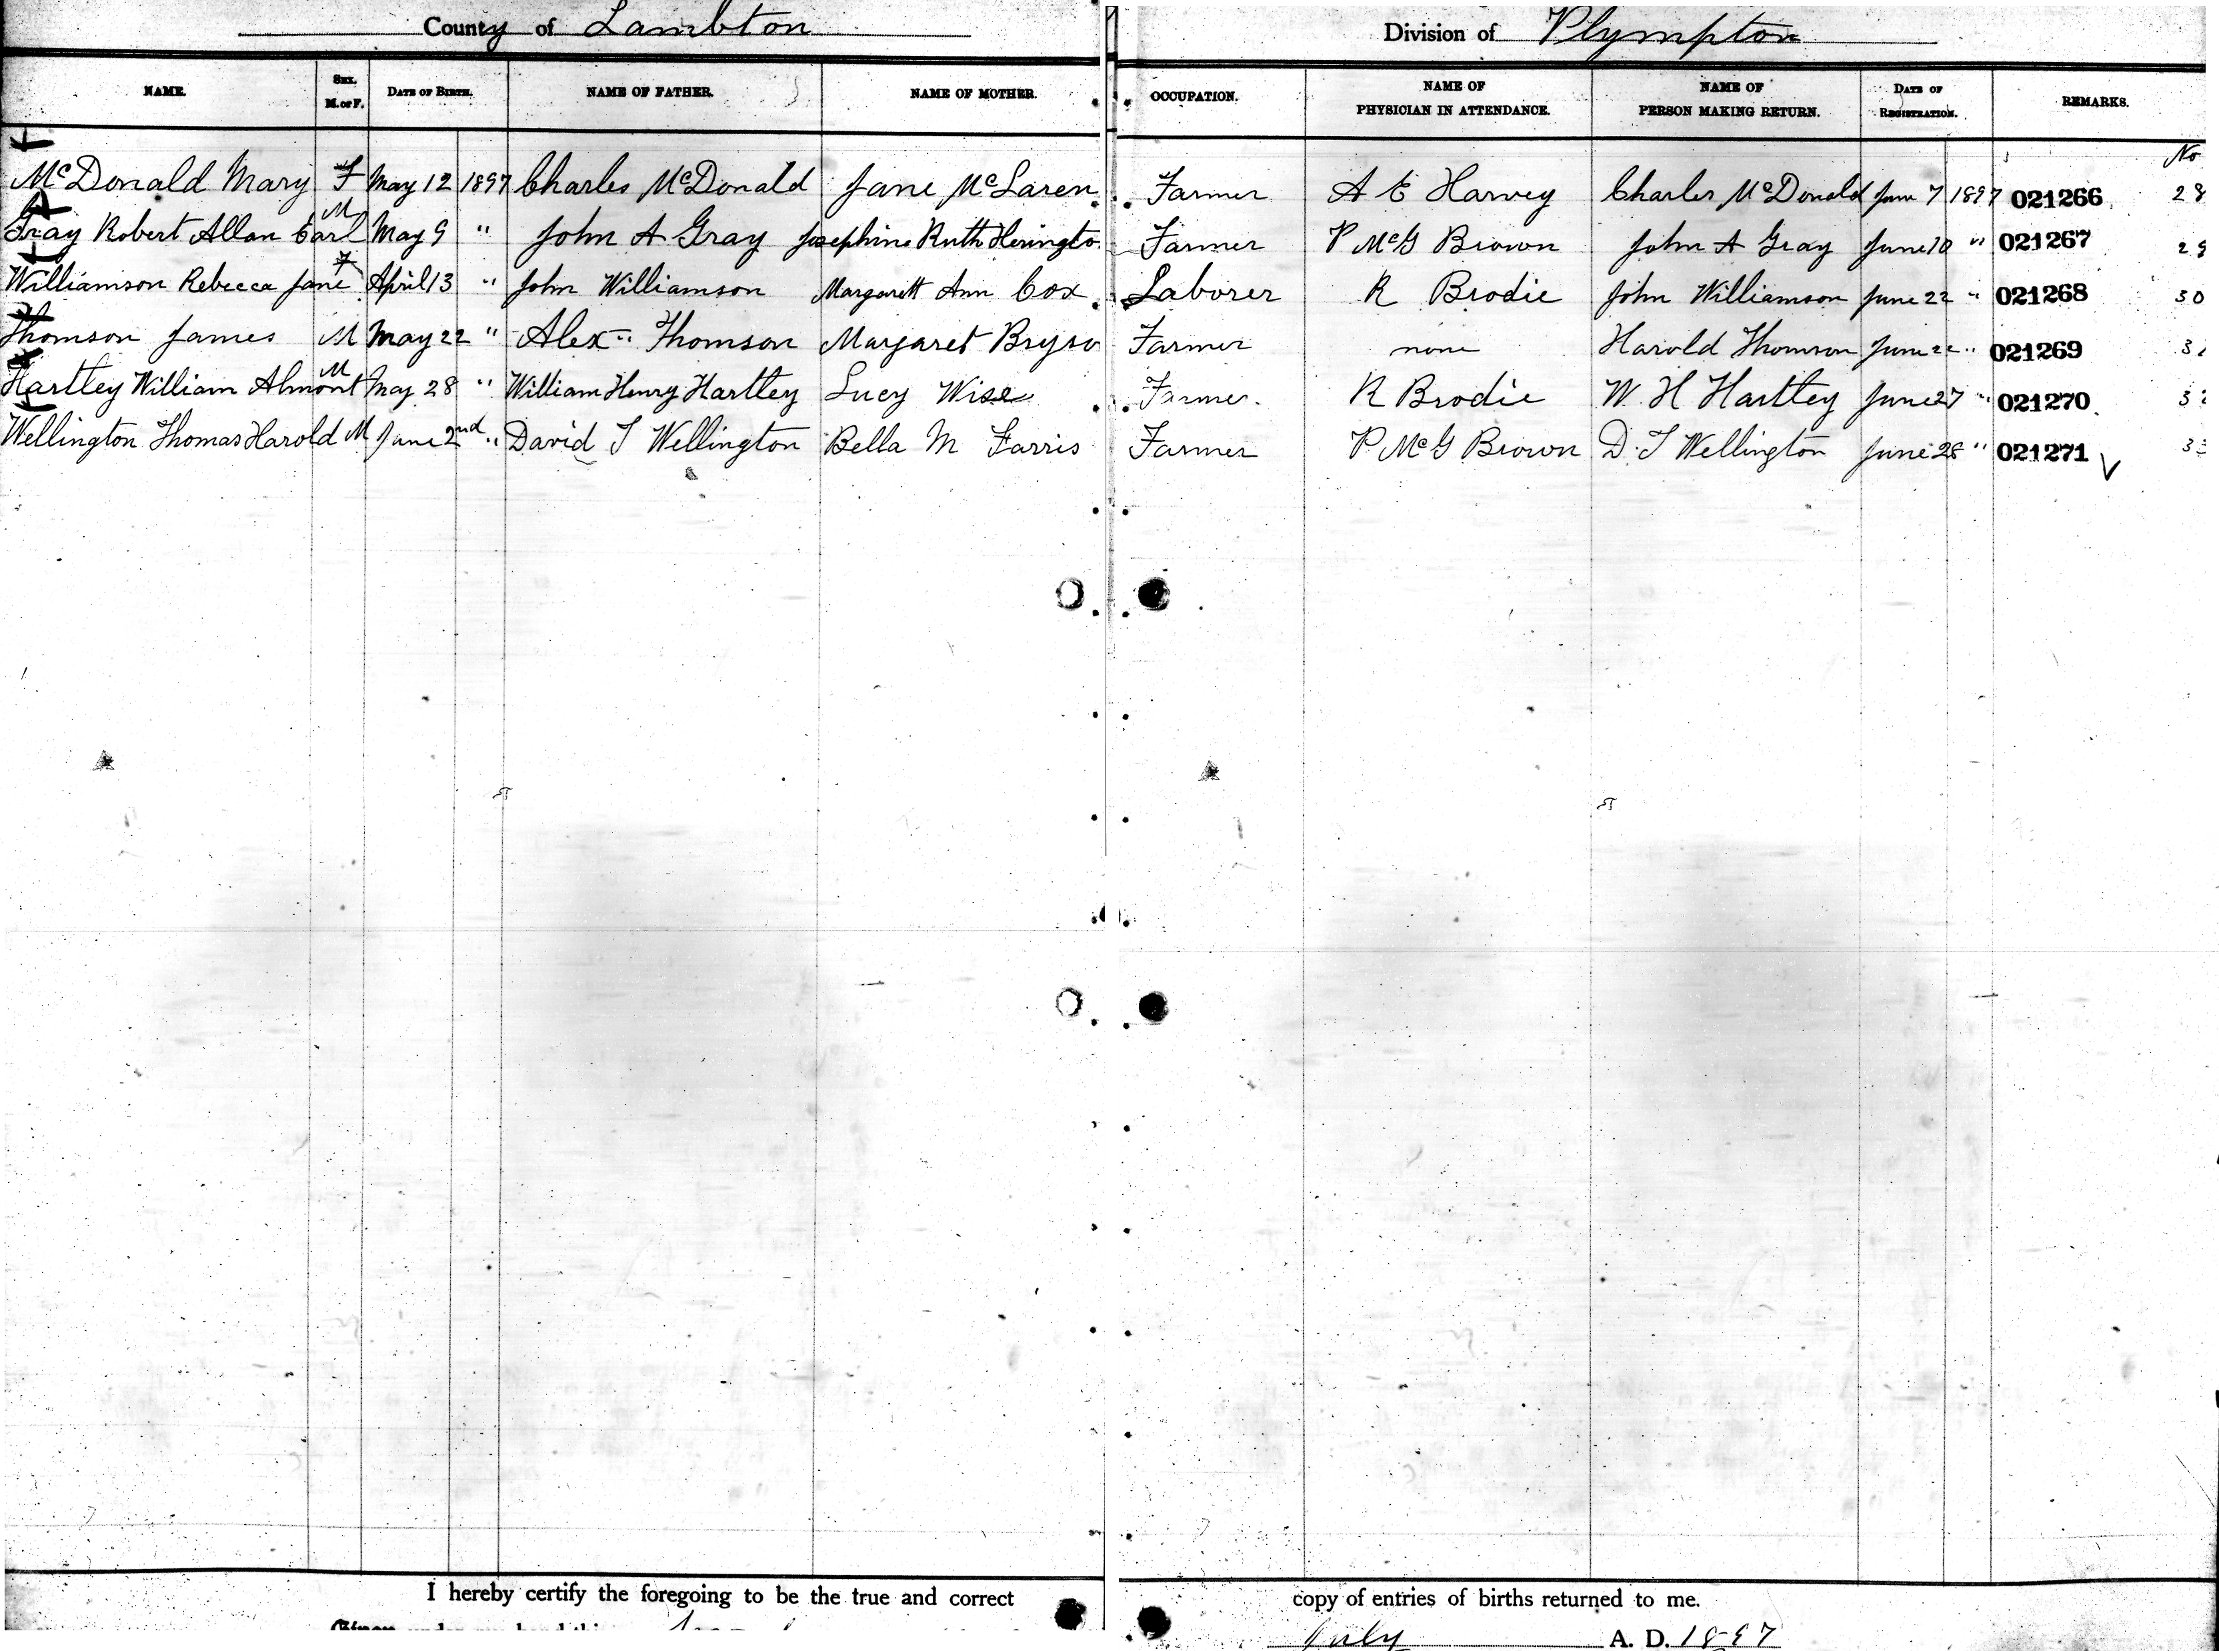 County of Lambton Division of Plympton
NAME. SEX. M. or F. DATE OF BIRTH. NAME OF FATHER. NAME OF MOTHER. OCCUPATION. NAME OF PHYSICIAN IN ATTENDANCE. NAME OF PERSON MAKING RETURN. DATE OF REGISTRATION. REMARKS.
No
McDonald Mary F May 12 1897 Charles McDonald Jane McLaren Farmer A E Harvey Charles McDonald June 7 1897 021266 28
Gray Robert Allan Carl M May 9 " John A Gray Josephine Ruth Heringto Farmer P McG Brown John A Gray June 10 " 021267 29
Williamson Rebecca Jane F April 13 " John Williamson Margarett Ann Cox Laborer R Brodie John Williamson June 22 " 021268 30
Thomson James M May 22 " Alex" Thomson Margaret Bryso Farmer none Harold Thomson June 22 " 021269 31
Hartley William Almont M May 28 " William Henry Hartley Lucy Wise Farmer. R Brodie W. H Hartley June 27 " 021270 32
Wellington Thomas Harold M June 2nd " David T Wellington Bella M Farris Farmer P McG Brown D. T Wellington June 28 " 021271 33
I hereby certify the foregoing to be the true and correct copy of entries of births returned to me.
Given July A. D. 1897